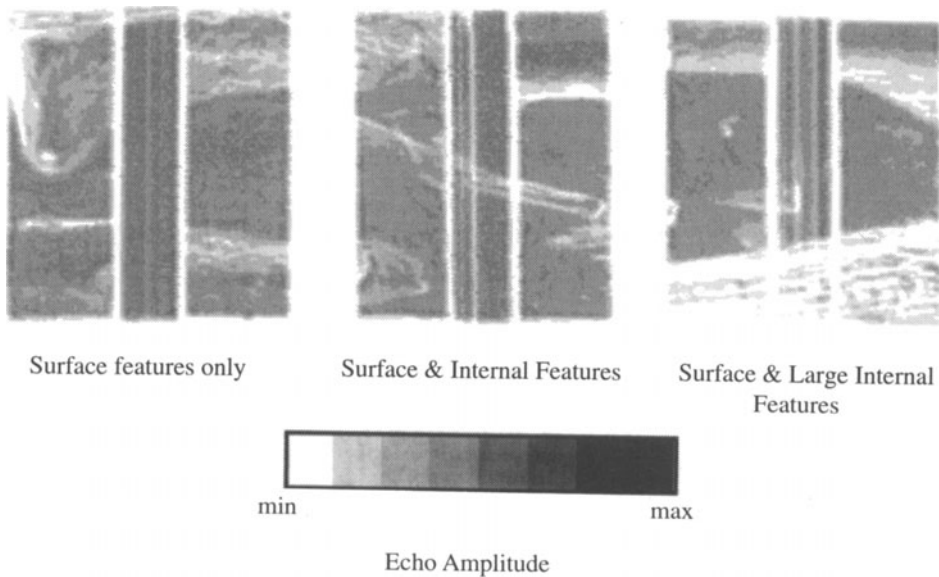 Surface features only
Surface & Internal Features
Surface & Large Internal
Features
min
max
Echo Amplitude